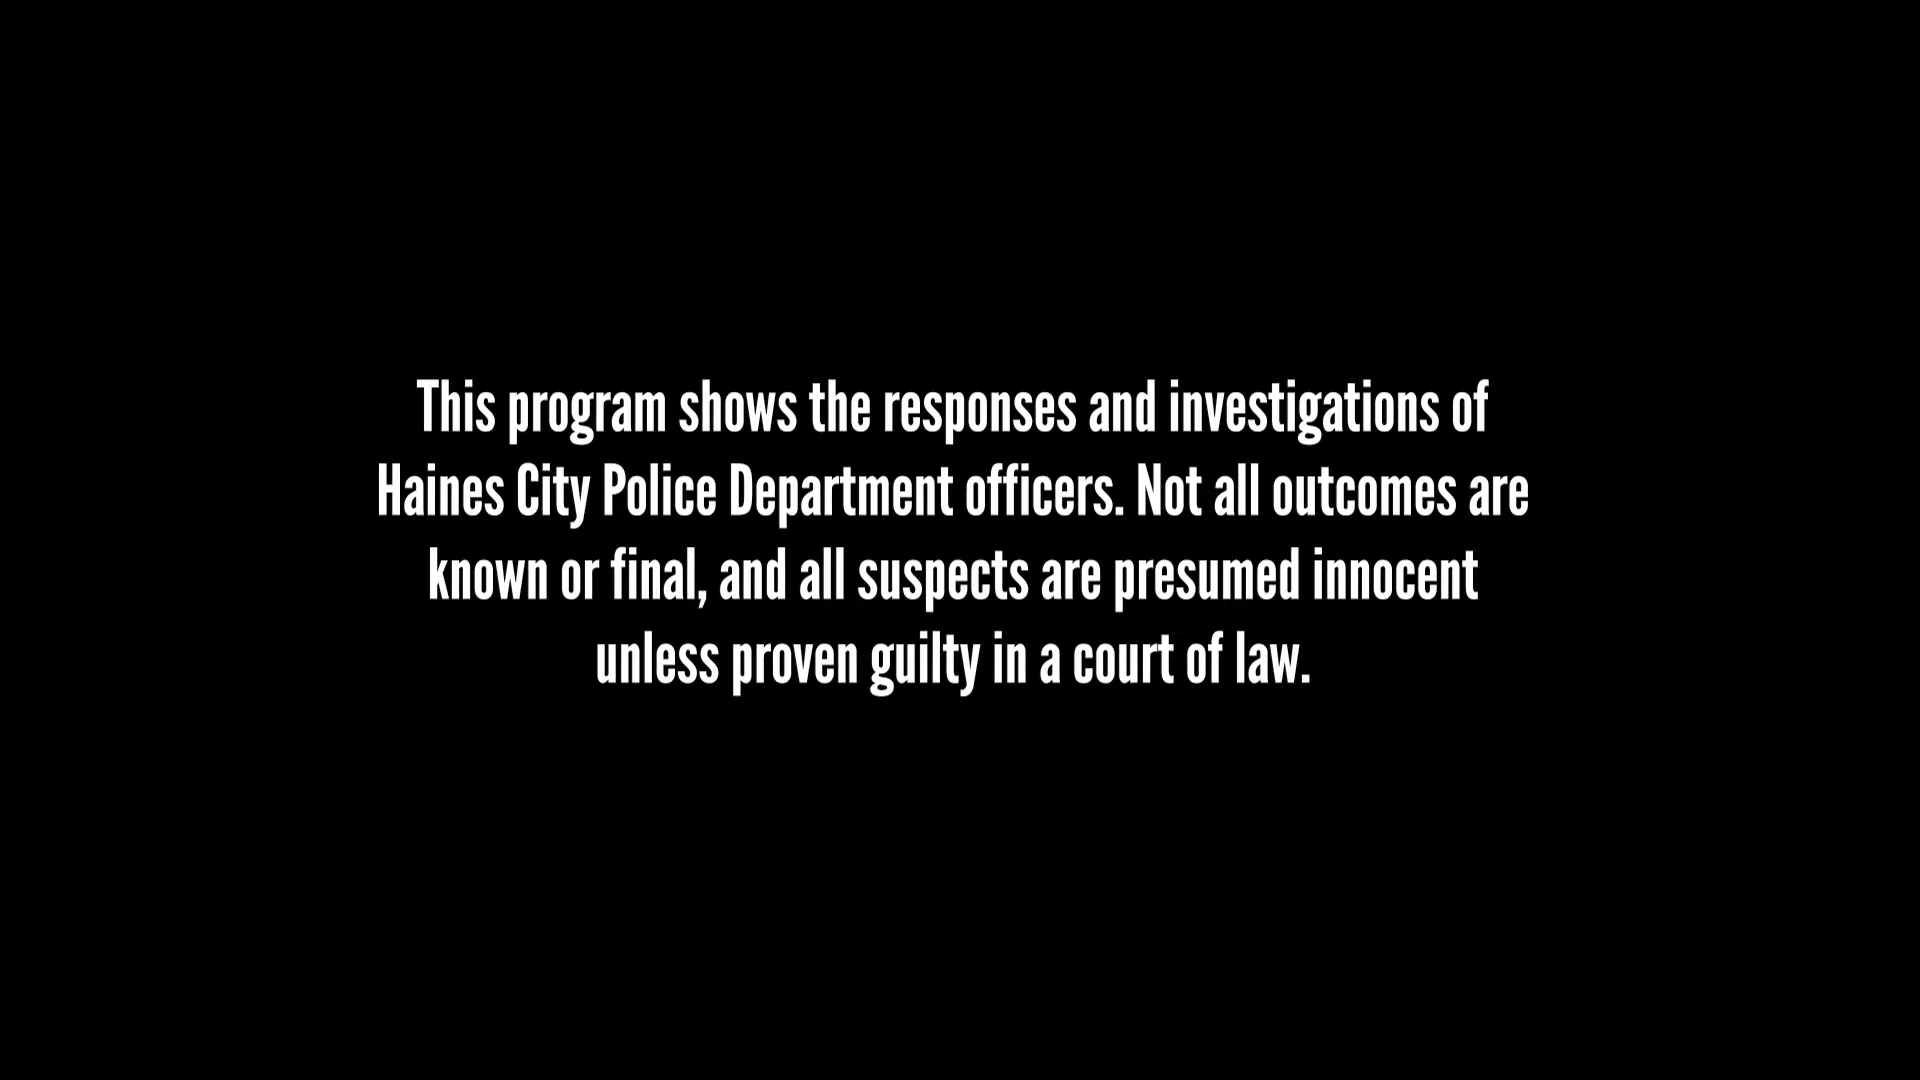 This program shows the responses and investigations of
Haines City Police Department officers. Not all outcomes are
known or final, and all suspects are presumed innocent
unless proven guilty in a court of law.